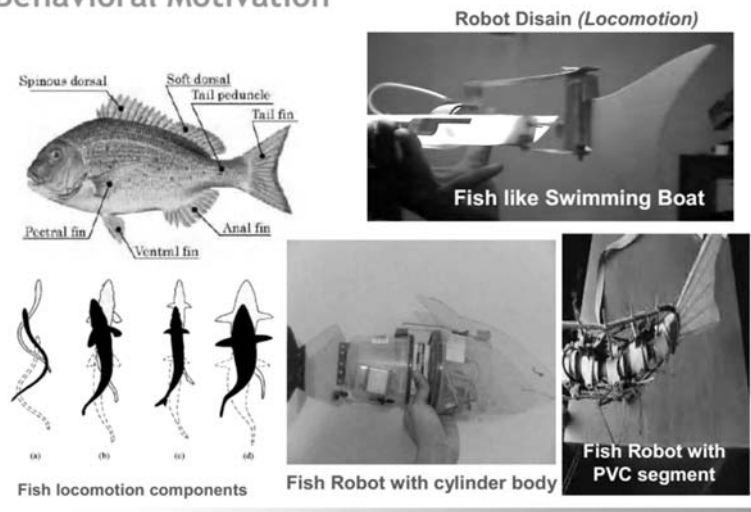 Behavioral Motivation
Robot Disain (Locomotion)
Spinous dorsal
Soft dorsal
Tail peduncle
Tail fin
Pectral fin
Ventral fin
Anal fin
Fish like Swimming Boat
(a) (b) (c) (d)
Fish locomotion components
Fish Robot with cylinder body
Fish Robot with
PVC segment